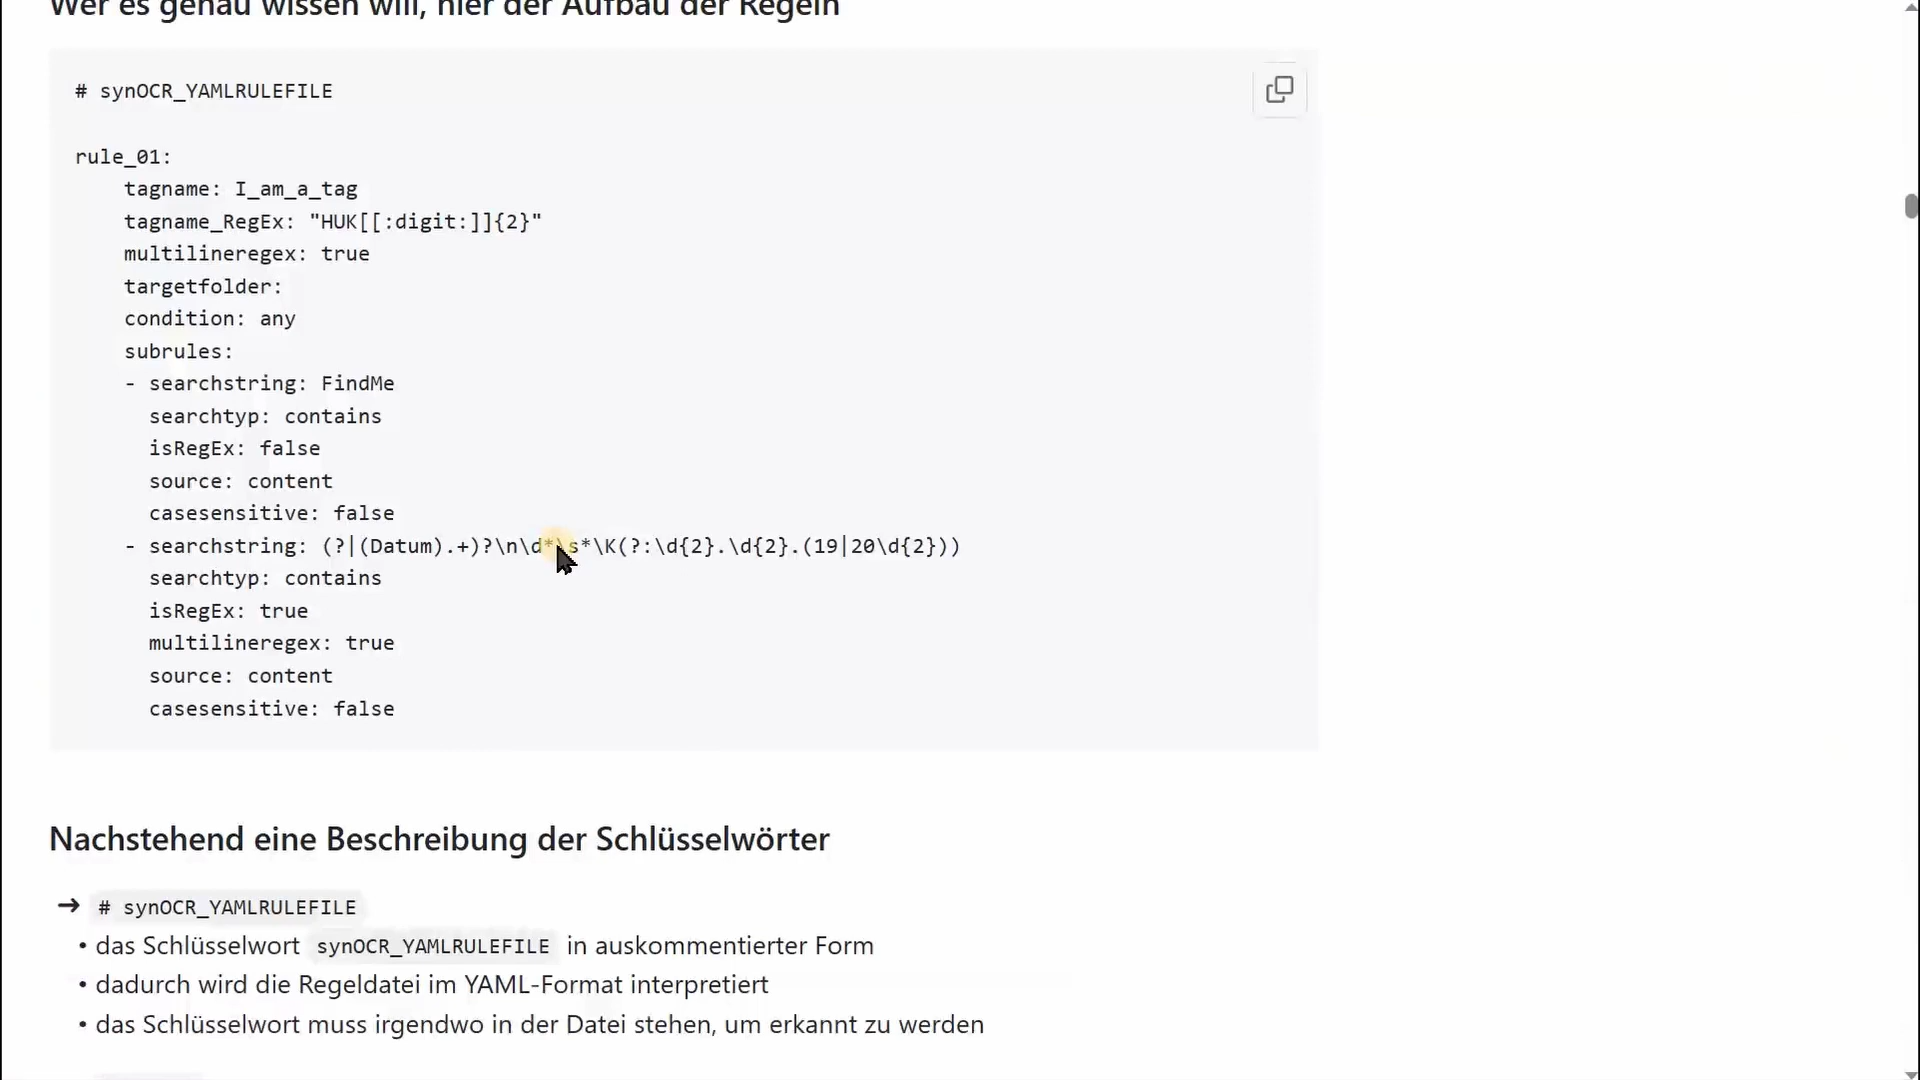 Wer es genau wissen will, hier der Aufbau der Regeln
# synOCR_YAMLRULEFILE
rule_01:
    tagname: I_am_a_tag
    tagname_RegEx: "HUK[[:digit:]]{2}"
    multilineregex: true
    targetfolder:
    condition: any
    subrules:
    - searchstring: FindMe
      searchtyp: contains
      isRegEx: false
      source: content
      casesensitive: false
    - searchstring: (?|(Datum).+)?\n\d*\s*\K(?:\d{2}.\d{2}.(19|20\d{2}))
      searchtyp: contains
      isRegEx: true
      multilineregex: true
      source: content
      casesensitive: false
Nachstehend eine Beschreibung der Schlüsselwörter
➔ # synOCR_YAMLRULEFILE
• das Schlüsselwort synOCR_YAMLRULEFILE in auskommentierter Form
• dadurch wird die Regeldatei im YAML-Format interpretiert
• das Schlüsselwort muss irgendwo in der Datei stehen, um erkannt zu werden